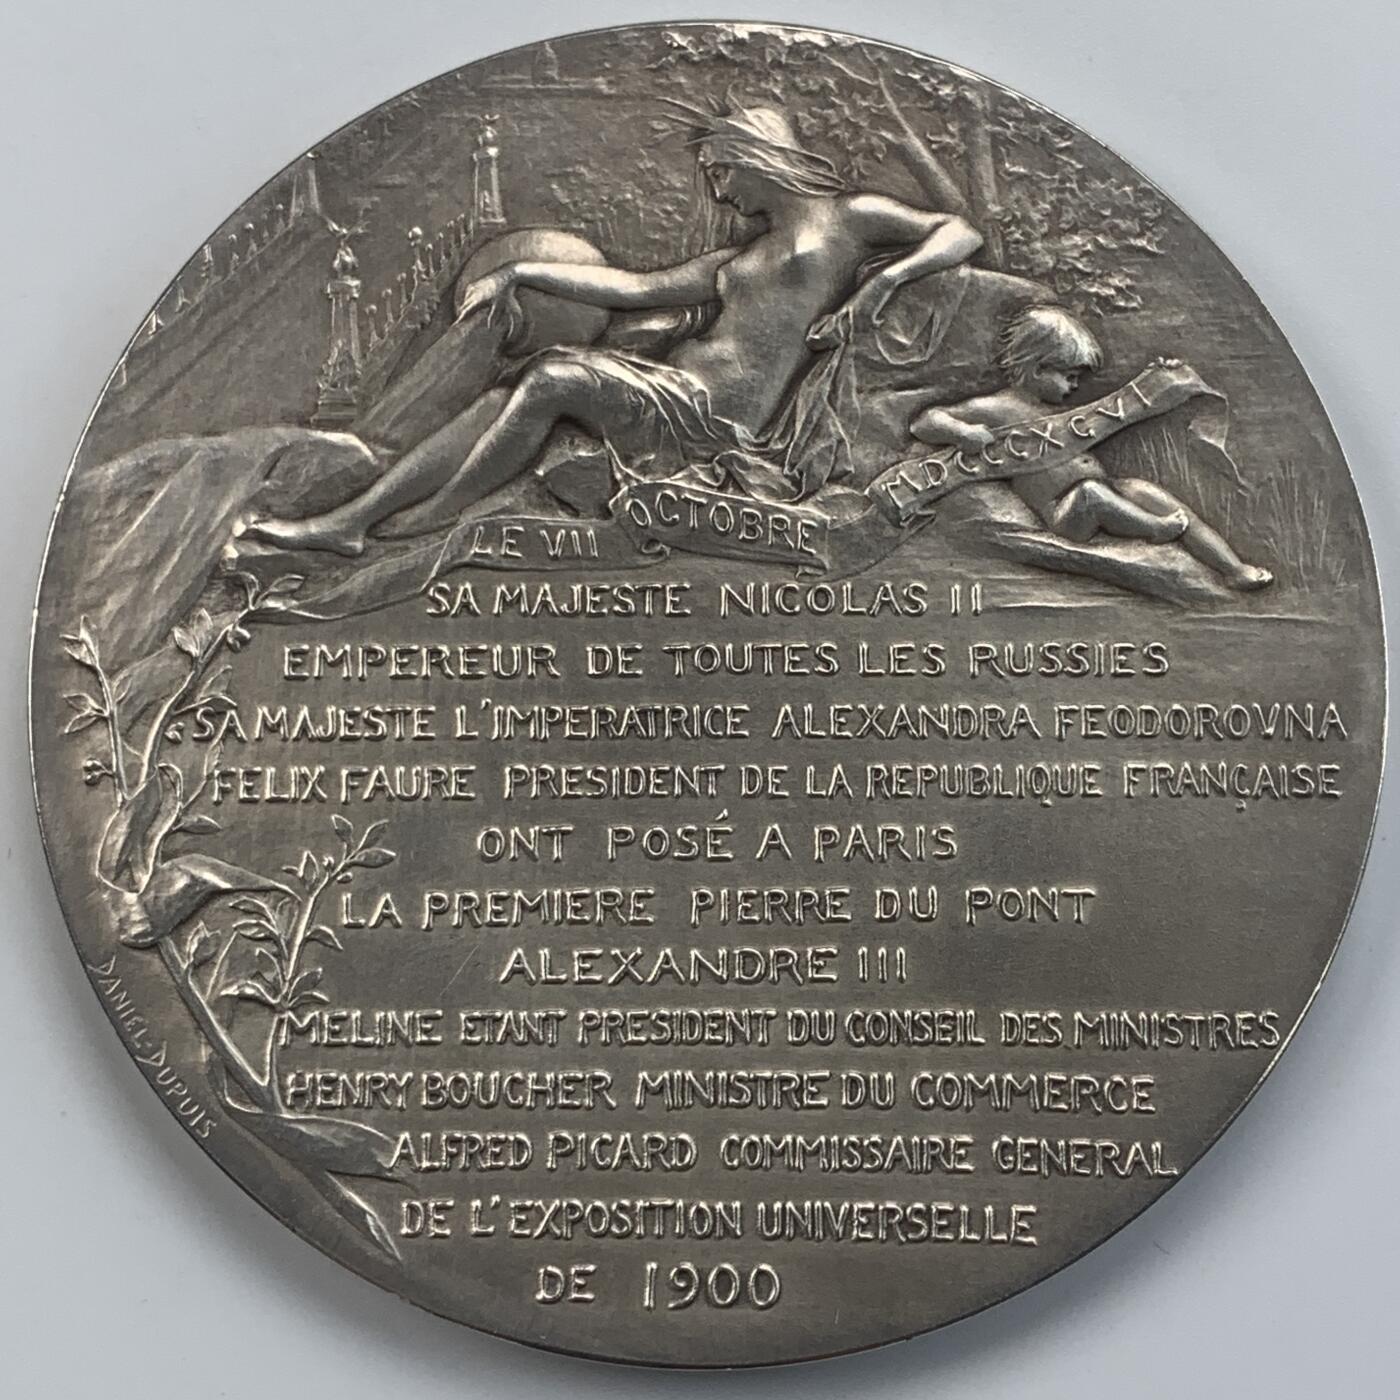 LE VII OCTOBRE MDCCCXCVI
SA MAJESTE NICOLAS II
EMPEREUR DE TOUTES LES RUSSIES
SA MAJESTE L'IMPERATRICE ALEXANDRA FEODOROVNA
FELIX FAURE PRESIDENT DE LA REPUBLIQUE FRANÇAISE
ONT POSÉ A PARIS
LA PREMIERE PIERRE DU PONT
ALEXANDRE III
MELINE ETANT PRESIDENT DU CONSEIL DES MINISTRES
HENRY BOUCHER MINISTRE DU COMMERCE
ALFRED PICARD COMMISSAIRE GENERAL
DE L'EXPOSITION UNIVERSELLE
DE 1900
DANIEL-DUPUIS